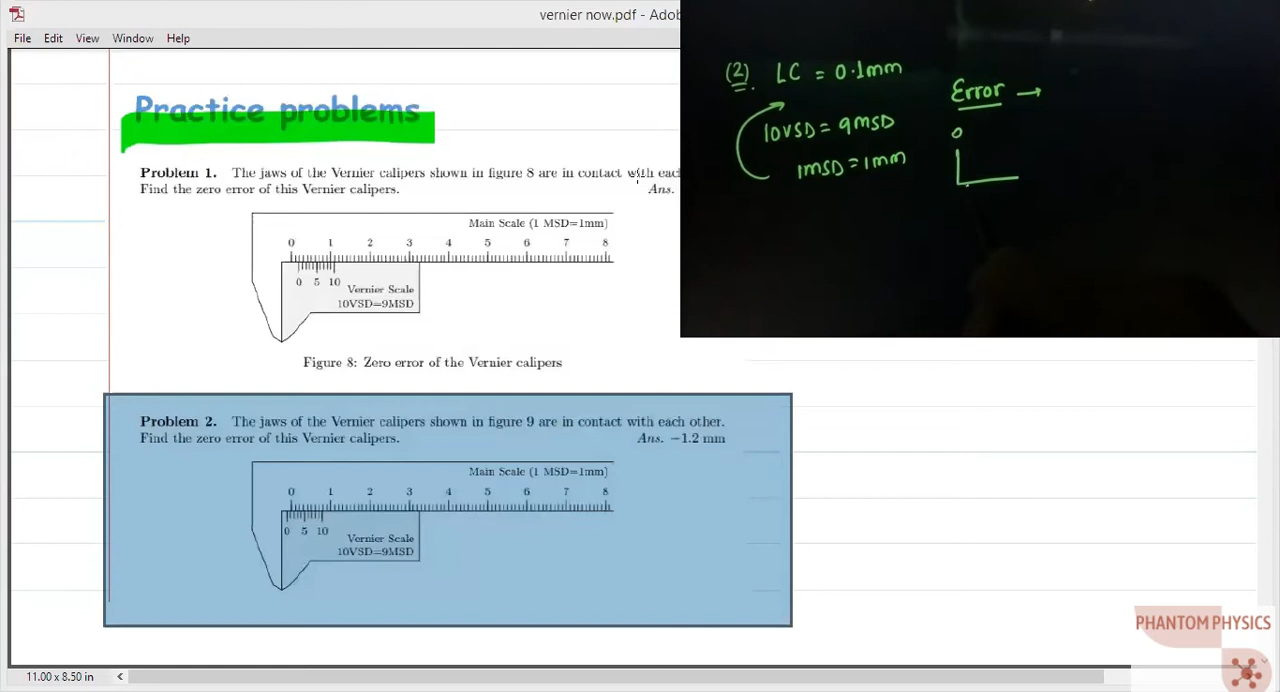 vernier now.pdf - Adob
File Edit View Window Help
Practice problems
Problem 1. The jaws of the Vernier calipers shown in figure 8 are in contact with each
Find the zero error of this Vernier calipers. Ans.
Main Scale (1 MSD=1mm)
0 1 2 3 4 5 6 7 8
0 5 10
Vernier Scale
10VSD=9MSD
Figure 8: Zero error of the Vernier calipers
Problem 2. The jaws of the Vernier calipers shown in figure 9 are in contact with each other.
Find the zero error of this Vernier calipers. Ans. −1.2 mm
Main Scale (1 MSD=1mm)
0 1 2 3 4 5 6 7 8
0 5 10
Vernier Scale
10VSD=9MSD
(2) LC = 0.1mm
10VSD = 9MSD
1MSD = 1mm
Error →
0
PHANTOM PHYSICS
11.00 x 8.50 in